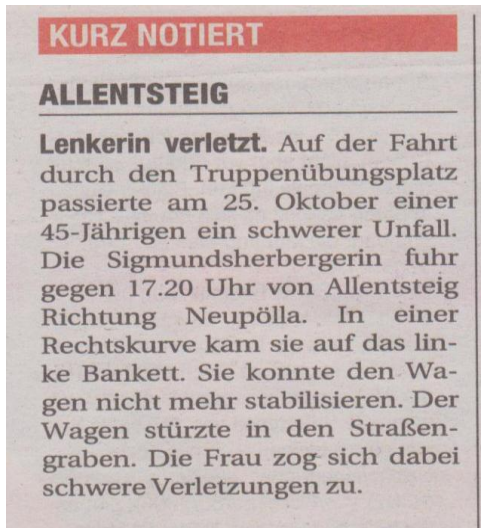 KURZ NOTIERT
ALLENTSTEIG
Lenkerin verletzt. Auf der Fahrt
durch den Truppenübungsplatz
passierte am 25. Oktober einer
45-Jährigen ein schwerer Unfall.
Die Sigmundsherbergerin fuhr
gegen 17.20 Uhr von Allentsteig
Richtung Neupölla. In einer
Rechtskurve kam sie auf das lin-
ke Bankett. Sie konnte den Wa-
gen nicht mehr stabilisieren. Der
Wagen stürzte in den Straßen-
graben. Die Frau zog sich dabei
schwere Verletzungen zu.